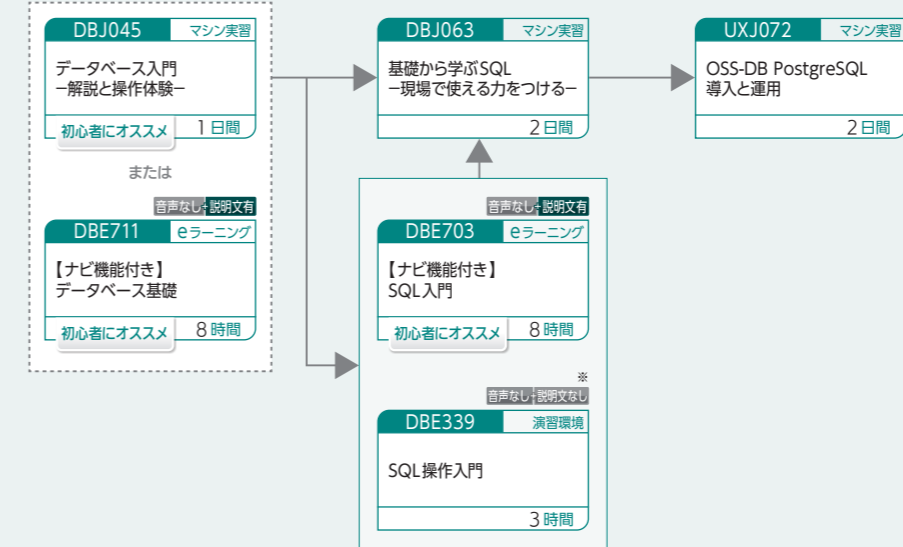 DBJ045 マシン実習
データベース入門
−解説と操作体験−
初心者にオススメ 1日間
または
音声なし+説明文有
DBE711 eラーニング
【ナビ機能付き】
データベース基礎
初心者にオススメ 8時間
DBJ063 マシン実習
基礎から学ぶSQL
−現場で使える力をつける−
2日間
音声なし+説明文有
DBE703 eラーニング
【ナビ機能付き】
SQL入門
初心者にオススメ 8時間
※
音声なし+説明文なし
DBE339 演習環境
SQL操作入門
3時間
UXJ072 マシン実習
OSS-DB PostgreSQL
導入と運用
2日間